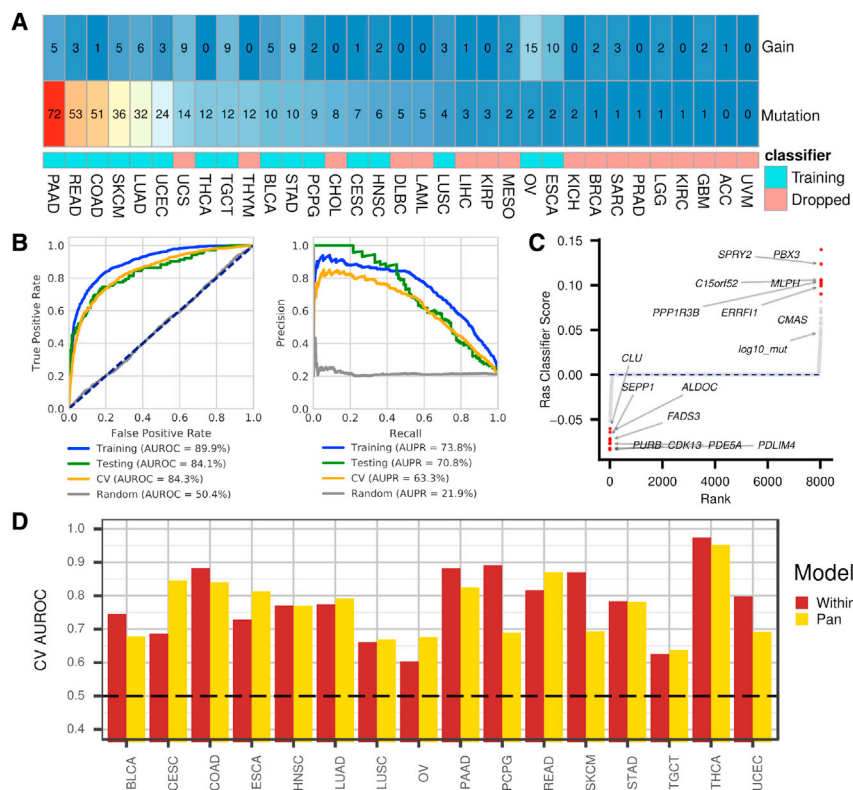 A
5 3 1 5 6 3 9 0 9 0 5 9 2 0 1 2 0 0 3 1 0 2 15 10 0 2 3 0 2 0 2 1 0 Gain
72 53 51 36 32 24 14 12 12 12 10 10 9 8 7 6 5 5 4 3 3 2 2 2 2 1 1 1 1 1 1 0 0 Mutation
classifier
Training
Dropped
PAAD READ COAD SKCM LUAD UCEC UCS THCA TGCT THYM BLCA STAD PCPG CHOL CESC HNSC DLBC LAML LUSC LIHC KIRP MESO OV ESCA KICH BRCA SARC PRAD LGG KIRC GBM ACC UVM
B
True Positive Rate
1.0
0.8
0.6
0.4
0.2
0.0
0.0 0.2 0.4 0.6 0.8 1.0
False Positive Rate
Training (AUROC = 89.9%)
Testing (AUROC = 84.1%)
CV (AUROC = 84.3%)
Random (AUROC = 50.4%)
Precision
1.0
0.8
0.6
0.4
0.2
0.0
0.0 0.2 0.4 0.6 0.8 1.0
Recall
Training (AUPR = 73.8%)
Testing (AUPR = 70.8%)
CV (AUPR = 63.3%)
Random (AUPR = 21.9%)
C
Ras Classifier Score
0.15
0.10
0.05
0.00
−0.05
SPRY2 PBX3
C15orf52 MLPH
PPP1R3B ERRFI1
CMAS
log10_mut
CLU
SEPP1 ALDOC
FADS3
PURB CDK13 PDE5A PDLIM4
0 2000 4000 6000 8000
Rank
D
CV AUROC
1.0
0.9
0.8
0.7
0.6
0.5
0.4
BLCA CESC COAD ESCA HNSC LUAD LUSC OV PAAD PCPG READ SKCM STAD TGCT THCA UCEC
Model
Within
Pan